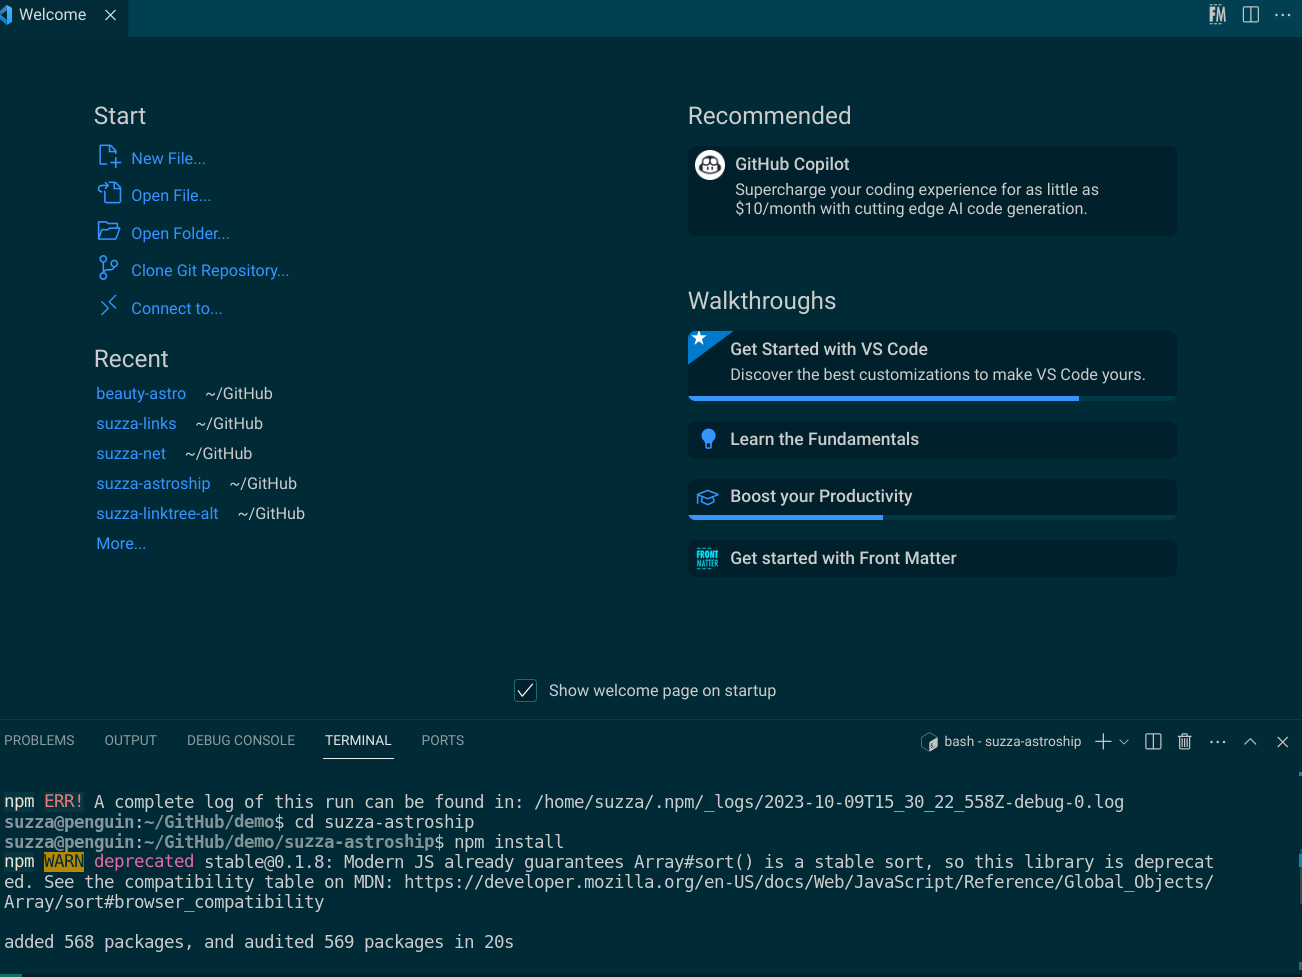 Welcome
FM
Start
New File...
Open File...
Open Folder...
Clone Git Repository...
Connect to...
Recent
beauty-astro ~/GitHub
suzza-links ~/GitHub
suzza-net ~/GitHub
suzza-astroship ~/GitHub
suzza-linktree-alt ~/GitHub
More...
Recommended
GitHub Copilot
Supercharge your coding experience for as little as
$10/month with cutting edge AI code generation.
Walkthroughs
Get Started with VS Code
Discover the best customizations to make VS Code yours.
Learn the Fundamentals
Boost your Productivity
FRONT
MATTER
Get started with Front Matter
Show welcome page on startup
PROBLEMS OUTPUT DEBUG CONSOLE TERMINAL PORTS
bash - suzza-astroship
npm ERR! A complete log of this run can be found in: /home/suzza/.npm/_logs/2023-10-09T15_30_22_558Z-debug-0.log
suzza@penguin:~/GitHub/demo$ cd suzza-astroship
suzza@penguin:~/GitHub/demo/suzza-astroship$ npm install
npm WARN deprecated stable@0.1.8: Modern JS already guarantees Array#sort() is a stable sort, so this library is deprecat
ed. See the compatibility table on MDN: https://developer.mozilla.org/en-US/docs/Web/JavaScript/Reference/Global_Objects/
Array/sort#browser_compatibility
added 568 packages, and audited 569 packages in 20s